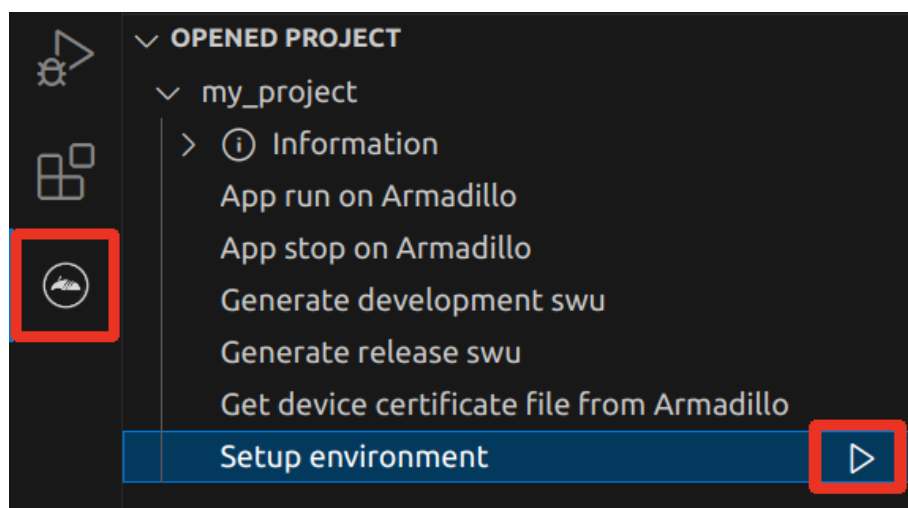 OPENED PROJECT
my_project
Information
App run on Armadillo
App stop on Armadillo
Generate development swu
Generate release swu
Get device certificate file from Armadillo
Setup environment